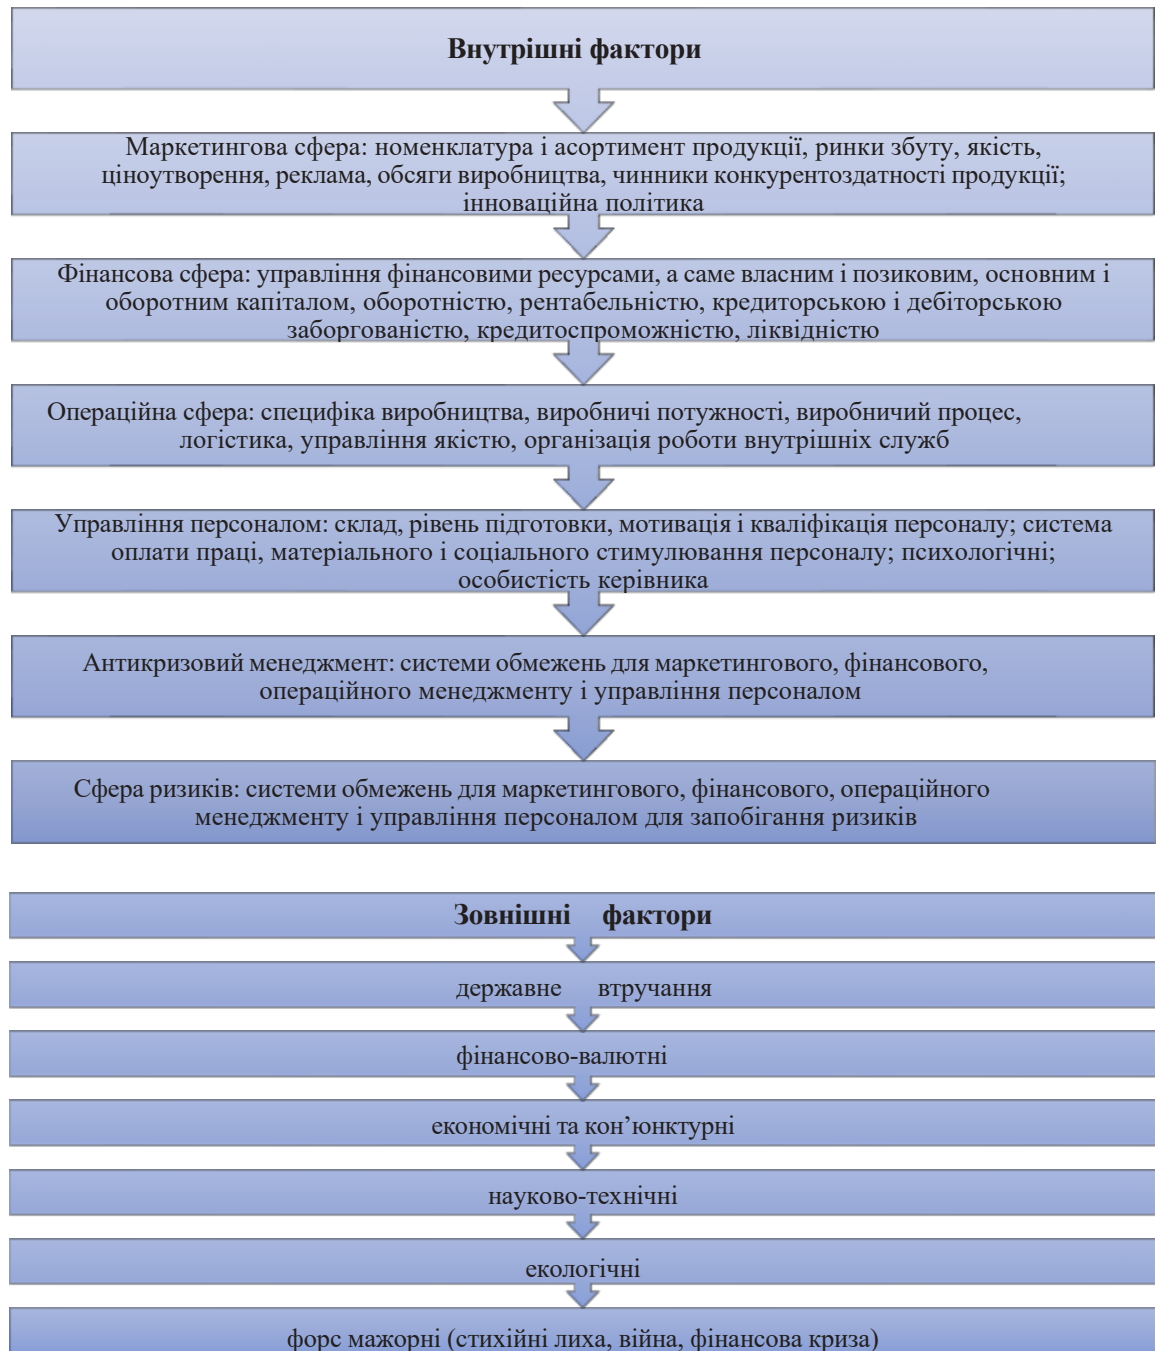 Внутрішні фактори
Маркетингова сфера: номенклатура і асортимент продукції, ринки збуту, якість,
ціноутворення, реклама, обсяги виробництва, чинники конкурентоздатності продукції;
інноваційна політика
Фінансова сфера: управління фінансовими ресурсами, а саме власним і позиковим, основним і
оборотним капіталом, оборотністю, рентабельністю, кредиторською і дебіторською
заборгованістю, кредитоспроможністю, ліквідністю
Операційна сфера: специфіка виробництва, виробничі потужності, виробничий процес,
логістика, управління якістю, організація роботи внутрішніх служб
Управління персоналом: склад, рівень підготовки, мотивація і кваліфікація персоналу; система
оплати праці, матеріального і соціального стимулювання персоналу; психологічні;
особистість керівника
Антикризовий менеджмент: системи обмежень для маркетингового, фінансового,
операційного менеджменту і управління персоналом
Сфера ризиків: системи обмежень для маркетингового, фінансового, операційного
менеджменту і управління персоналом для запобігання ризиків
Зовнішні фактори
державне втручання
фінансово-валютні
економічні та кон’юнктурні
науково-технічні
екологічні
форс мажорні (стихійні лиха, війна, фінансова криза)